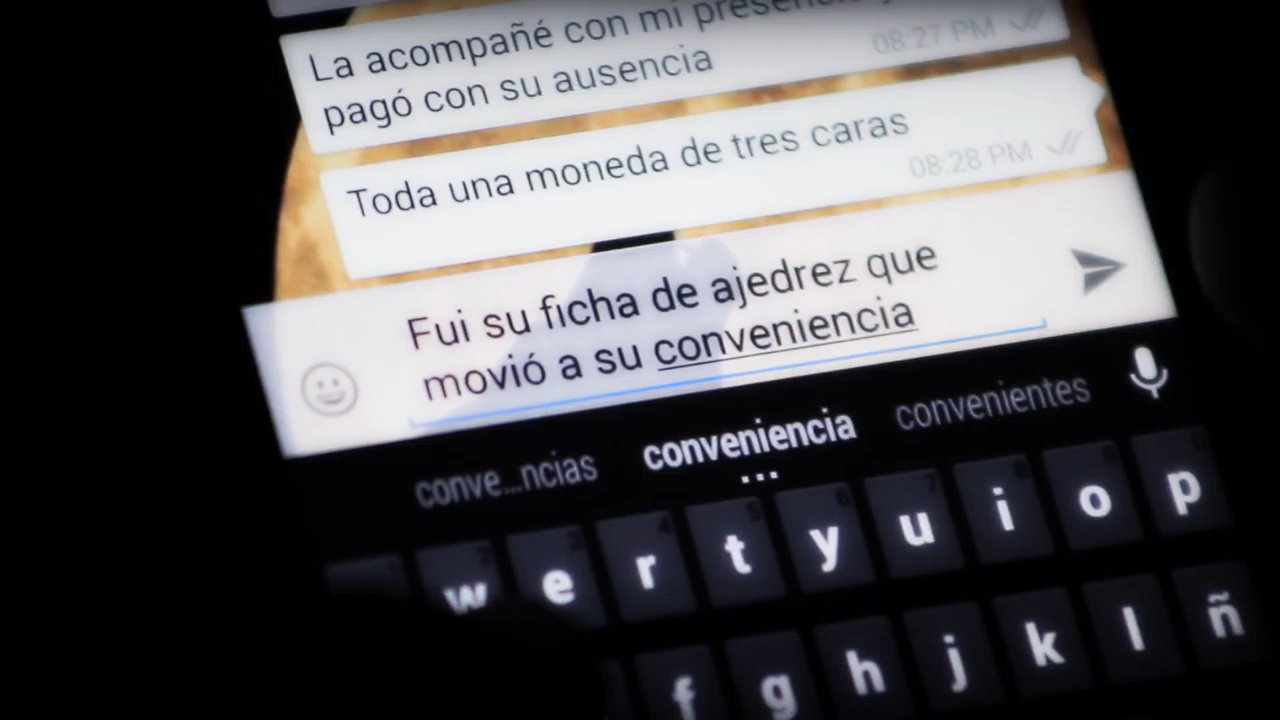 La acompañé con mi presencia y
pagó con su ausencia
08:27 PM
Toda una moneda de tres caras
08:28 PM
Fui su ficha de ajedrez que
movió a su conveniencia
conve...ncias conveniencia convenientes
...
w e r t y u i o p
f g h j k l ñ